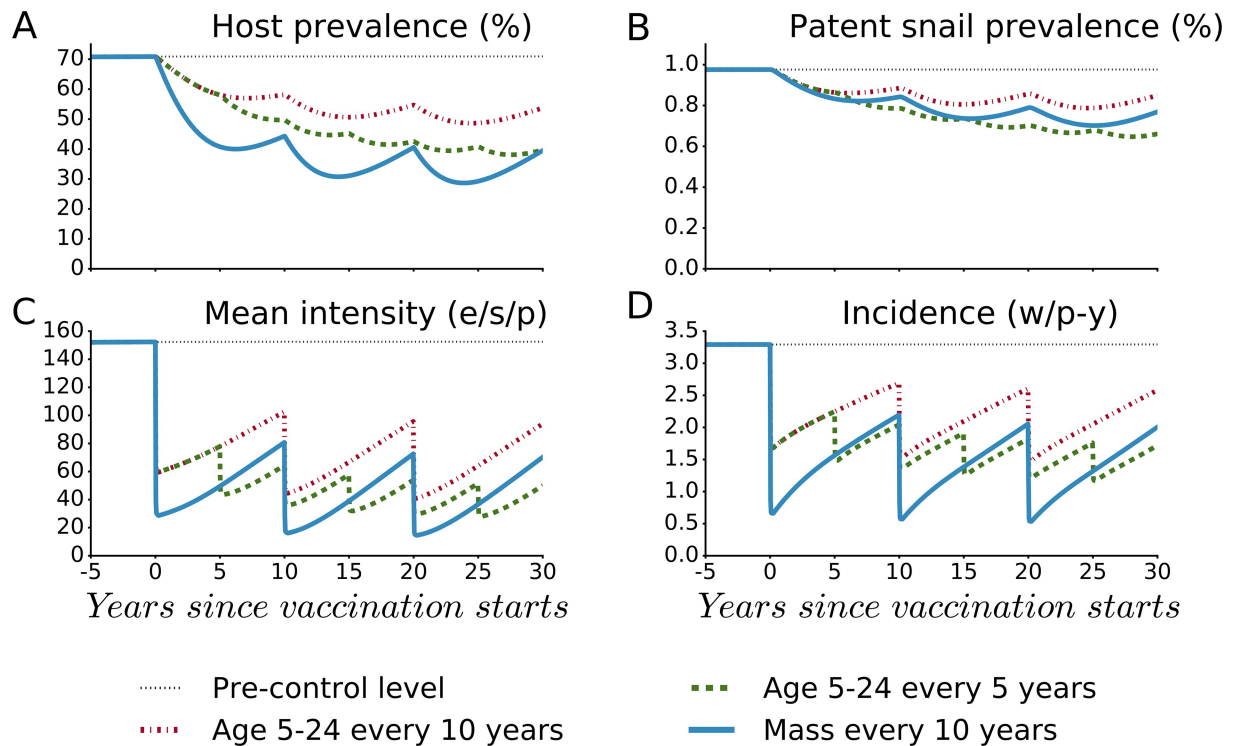 A Host prevalence (%)
70
60
50
40
30
20
10
0
B Patent snail prevalence (%)
1.0
0.8
0.6
0.4
0.2
0.0
C Mean intensity (e/s/p)
160
140
120
100
80
60
40
20
0
-5 0 5 10 15 20 25 30
Years since vaccination starts
D Incidence (w/p-y)
3.5
3.0
2.5
2.0
1.5
1.0
0.5
0.0
-5 0 5 10 15 20 25 30
Years since vaccination starts
Pre-control level
Age 5-24 every 10 years
Age 5-24 every 5 years
Mass every 10 years